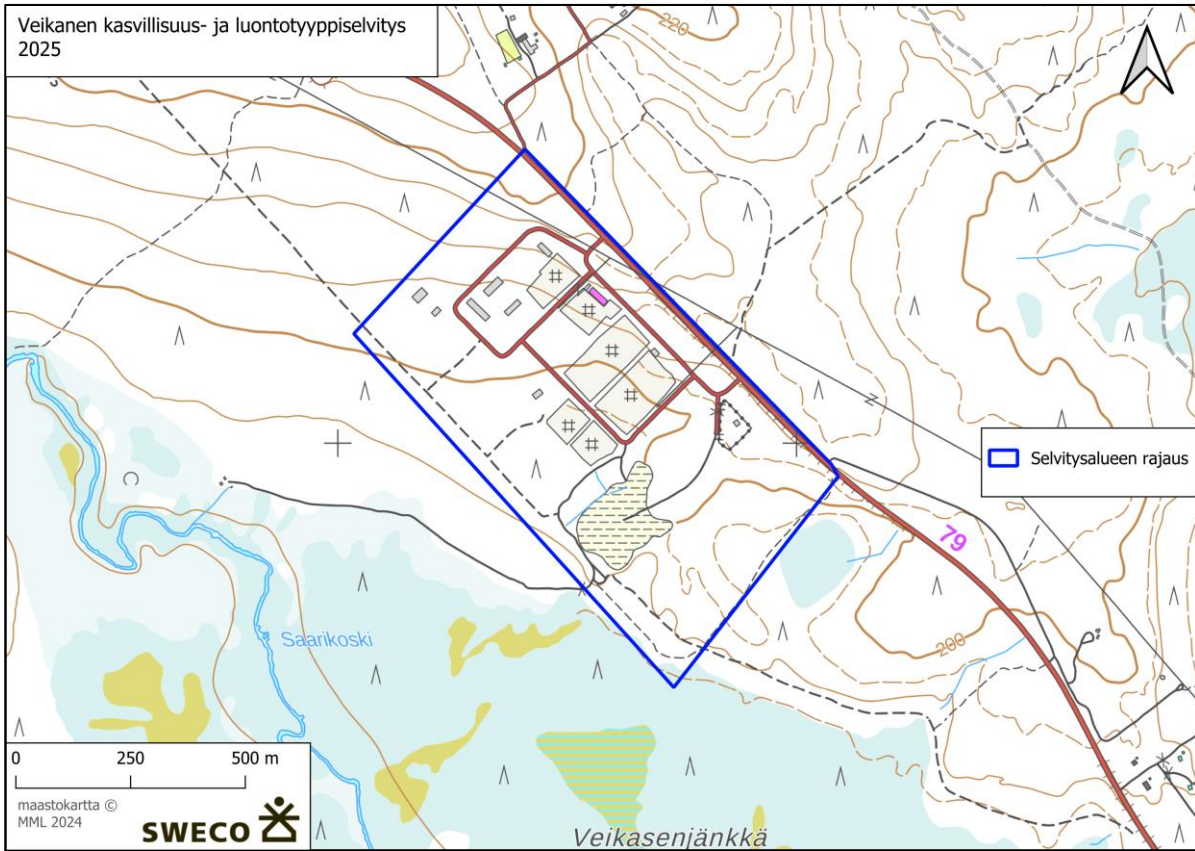 Veikanen kasvillisuus- ja luontotyyppiselvitys
2025
220
Selvitysalueen rajaus
79
200
Saarikoski
0 250 500 m
maastokartta ©
MML 2024
SWECO
Veikasenjänkkä